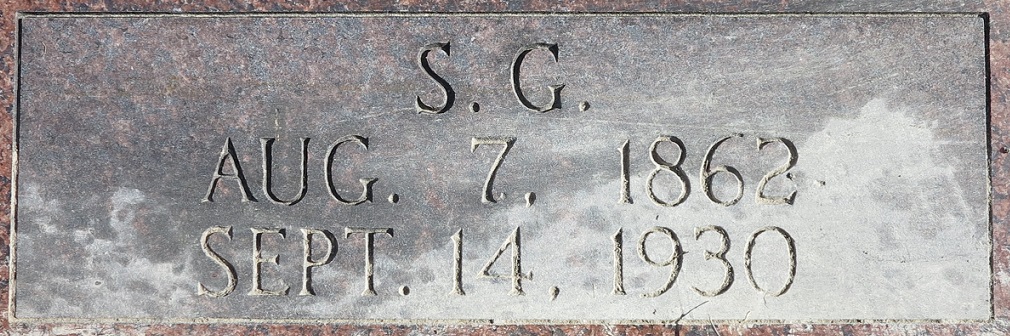 S. G.
AUG. 7, 1862
SEPT. 14, 1930